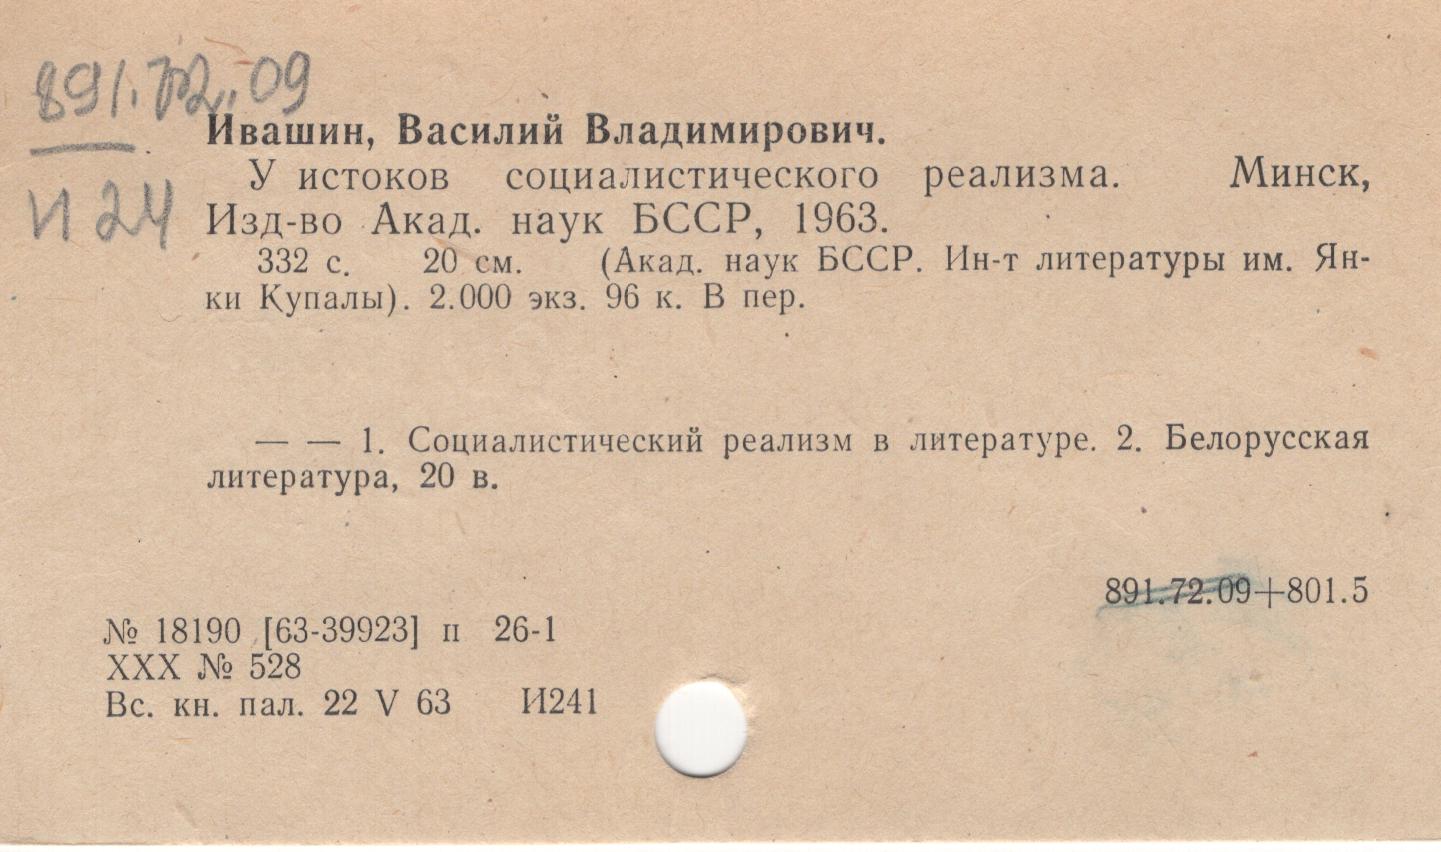 891.72.09
И 24
Ивашин, Василий Владимирович.
У истоков социалистического реализма. Минск,
Изд-во Акад. наук БССР, 1963.
332 с. 20 см. (Акад. наук БССР. Ин-т литературы им. Ян-
ки Купалы). 2.000 экз. 96 к. В пер.
— — 1. Социалистический реализм в литературе. 2. Белорусская
литература, 20 в.
891.72.09+801.5
№ 18190 [63-39923] п 26-1
XXX № 528
Вс. кн. пал. 22 V 63 И241